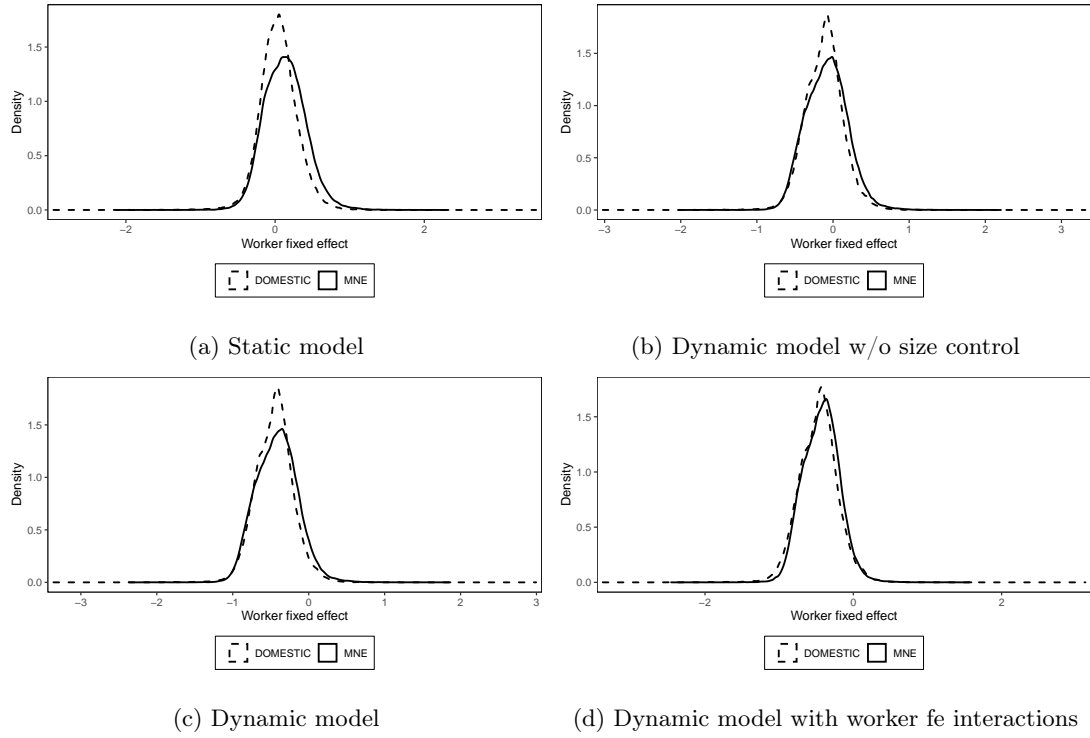 1.5
1.0
0.5
0.0
Density
−2 0 2
Worker fixed effect
DOMESTIC MNE
(a) Static model
1.5
1.0
0.5
0.0
Density
−3 −2 −1 0 1 2 3
Worker fixed effect
DOMESTIC MNE
(b) Dynamic model w/o size control
1.5
1.0
0.5
0.0
Density
−3 −2 −1 0 1 2 3
Worker fixed effect
DOMESTIC MNE
(c) Dynamic model
1.5
1.0
0.5
0.0
Density
−2 0 2
Worker fixed effect
DOMESTIC MNE
(d) Dynamic model with worker fe interactions